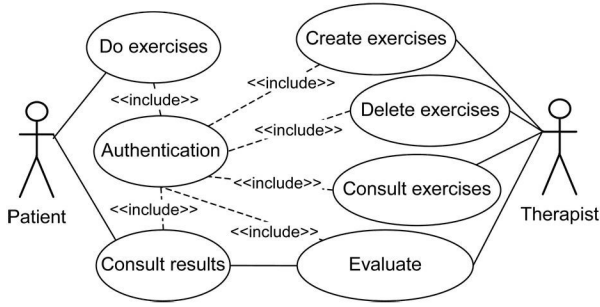 Do exercises
Create exercises
<<include>>
<<include>>
Delete exercises
<<include>>
Authentication
Consult exercises
<<include>>
<<include>>
Patient
Therapist
<<include>>
Consult results
Evaluate